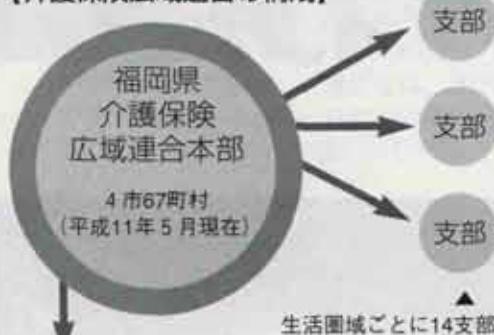 支部
福岡県
介護保険
広域連合本部
4市67町村
(平成11年5月現在)
支部
支部
▲
生活圏域ごとに14支部